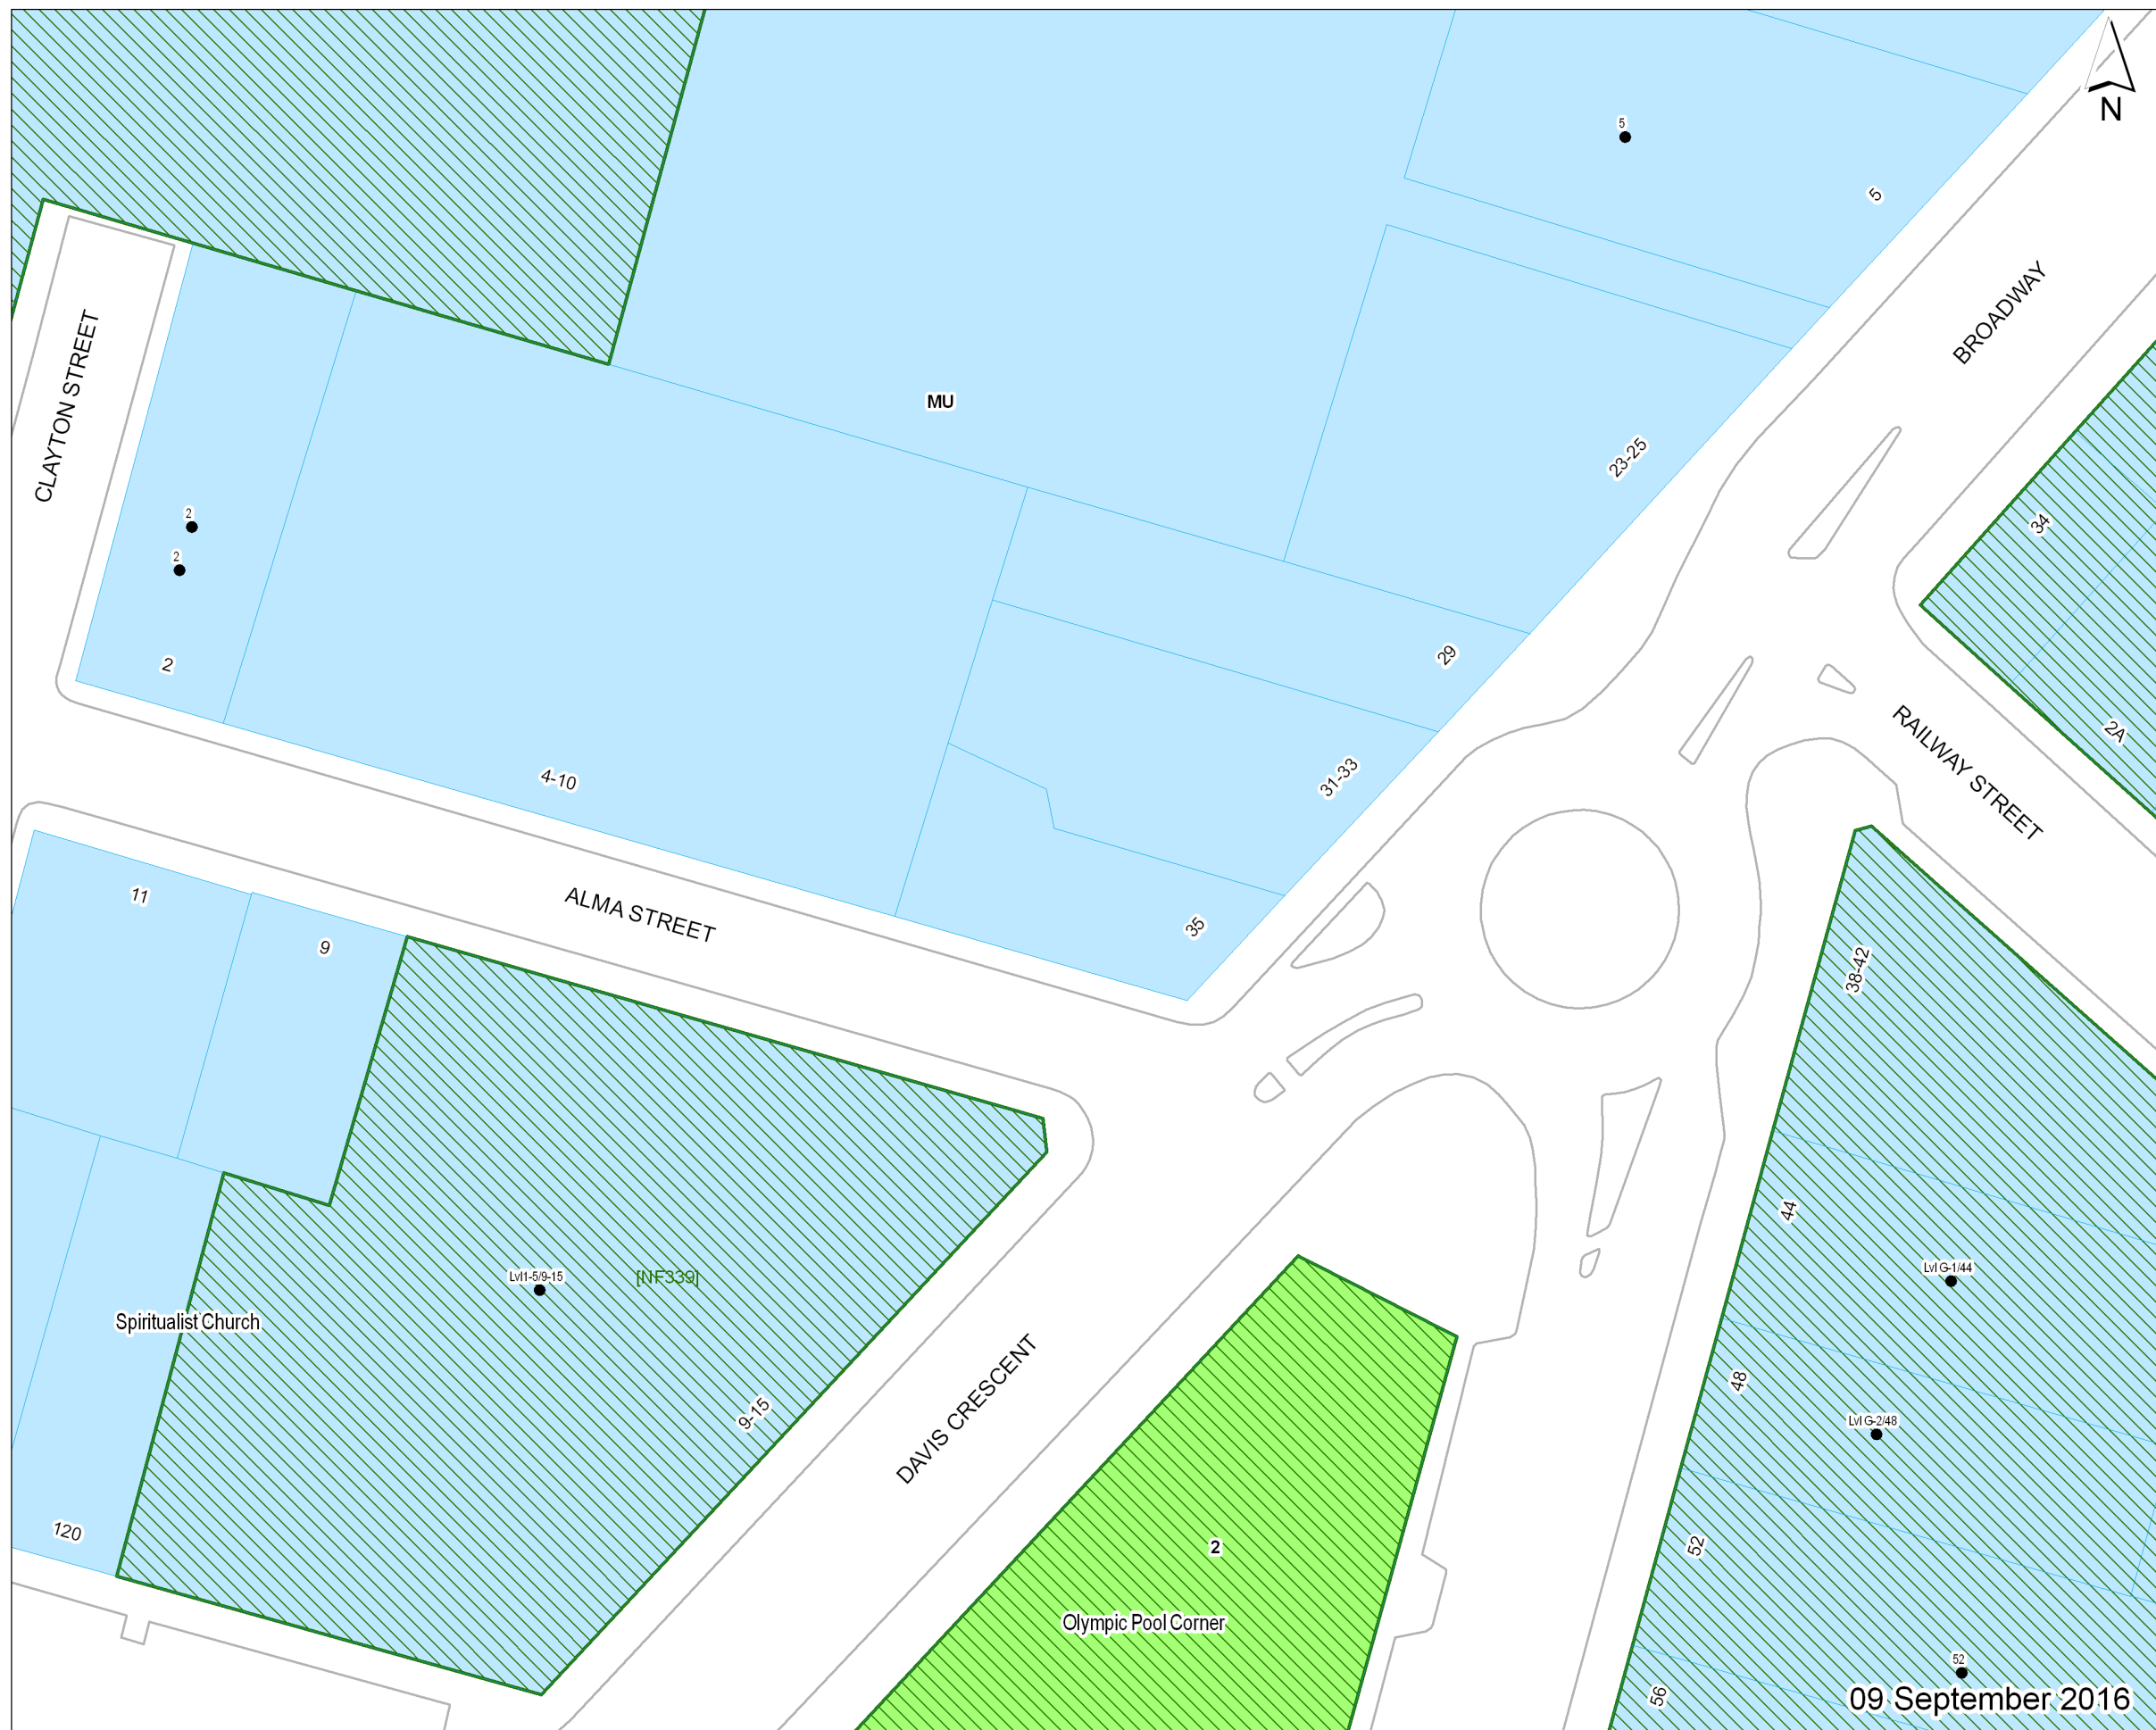 N
5
5
BROADWAY
CLAYTON STREET
MU
23-25
2
34
2
29
2
2A
RAILWAY STREET
4-10
31-33
11
ALMA STREET
35
9
38-42
44
Lvl1-5/9-15
[NF339]
Lvl G-1/44
Spiritualist Church
48
9-15
DAVIS CRESCENT
Lvl G-2/48
120
2
52
Olympic Pool Corner
52
56
09 September 2016